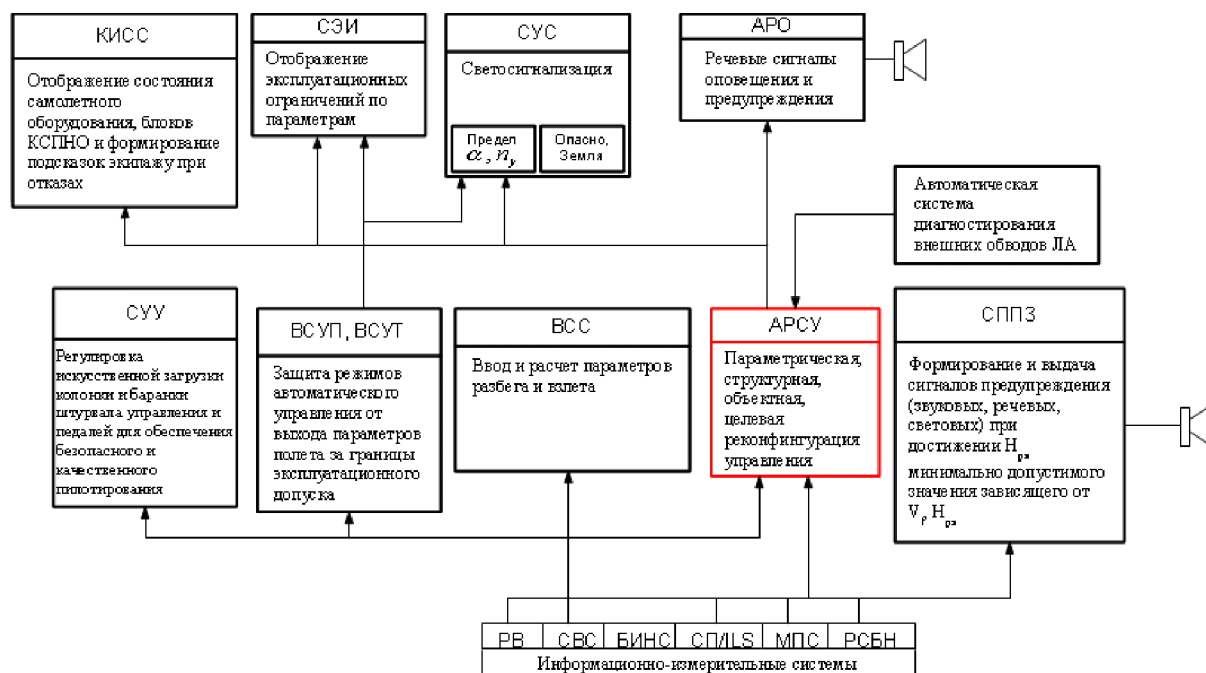 КИСС
Отображение состояния
самолетного
оборудования, блоков
КСПНО и формирование
подсказок экипажу при
отказах
СЭИ
Отображение
эксплуатационных
ограничений по
параметрам
СУС
Светосигнализация
Предел
α, ny
Опасно,
Земля
АРО
Речевые сигналы
оповещения и
предупреждения
Автоматическая
система
диагностирования
внешних обводов ЛА
СУУ
Регулировка
искусственной загрузки
колонки и баранки
штурвала управления и
педалей для обеспечения
безопасного и
качественного
пилотирования
ВСУП, ВСУТ
Защита режимов
автоматического
управления от
выхода параметров
полета за границы
эксплуатационного
допуска
ВСС
Ввод и расчет параметров
разбега и взлета
АРСУ
Параметрическая,
структурная,
объектная,
целевая
реконфингурация
управления
СППЗ
Формирование и выдача
сигналов предупреждения
(звуковых, речевых,
световых) при
достижении Нрв
минимально допустимого
значения зависящего от
V, Нрв
РВ СВС БИНС СП/ILS МПС РСБН
Информационно-измерительные системы